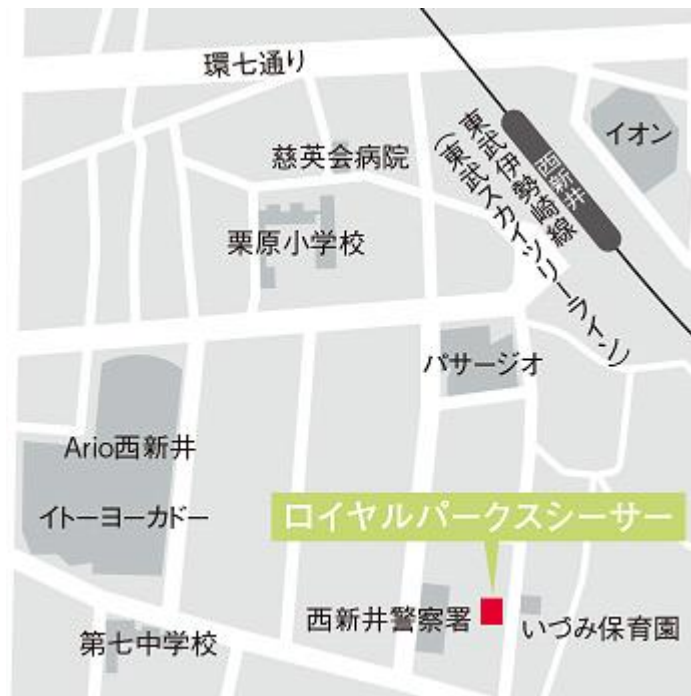 環七通り
イオン
慈英会病院
西新井
東武伊勢崎線
(東武スカイツリーライン)
栗原小学校
パサージオ
Ario西新井
イトーヨーカドー
ロイヤルパークスシーサー
西新井警察署
いづみ保育園
第七中学校